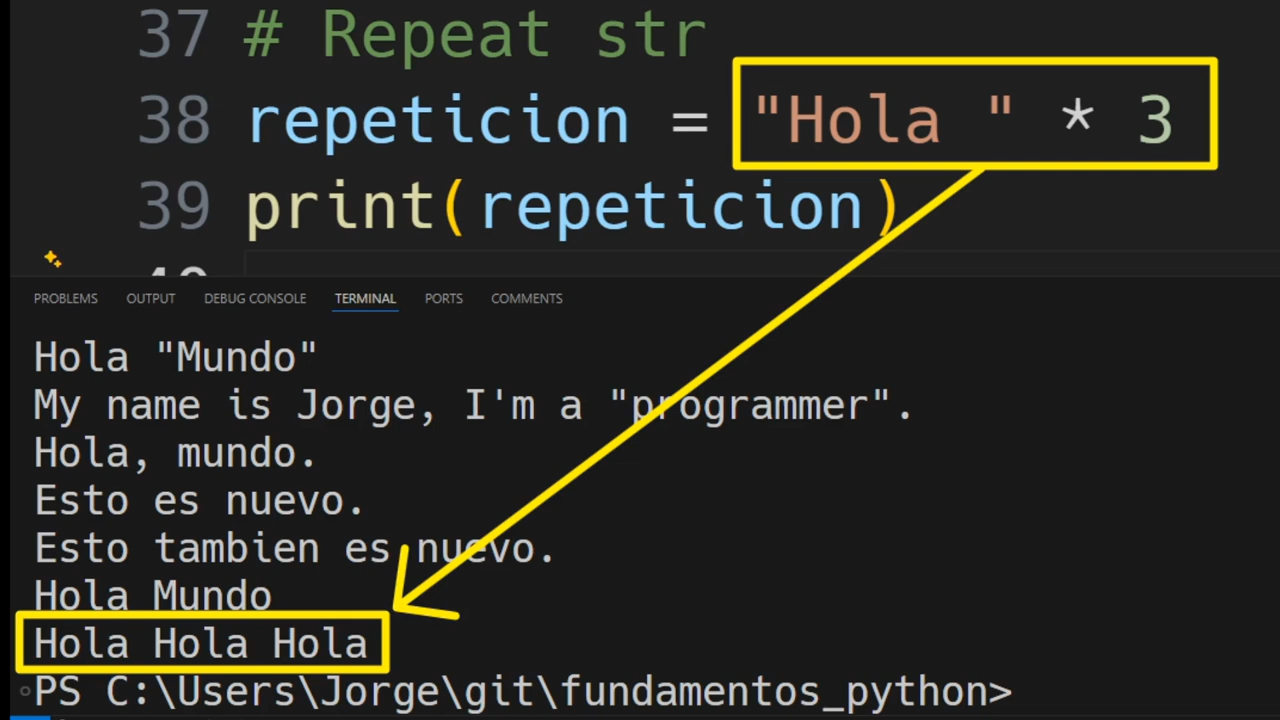 37 # Repeat str
38 repeticion = "Hola " * 3
39 print(repeticion)
40
PROBLEMS OUTPUT DEBUG CONSOLE TERMINAL PORTS COMMENTS
Hola "Mundo"
My name is Jorge, I'm a "programmer".
Hola, mundo.
Esto es nuevo.
Esto tambien es nuevo.
Hola Mundo
Hola Hola Hola
PS C:\Users\Jorge\git\fundamentos_python>